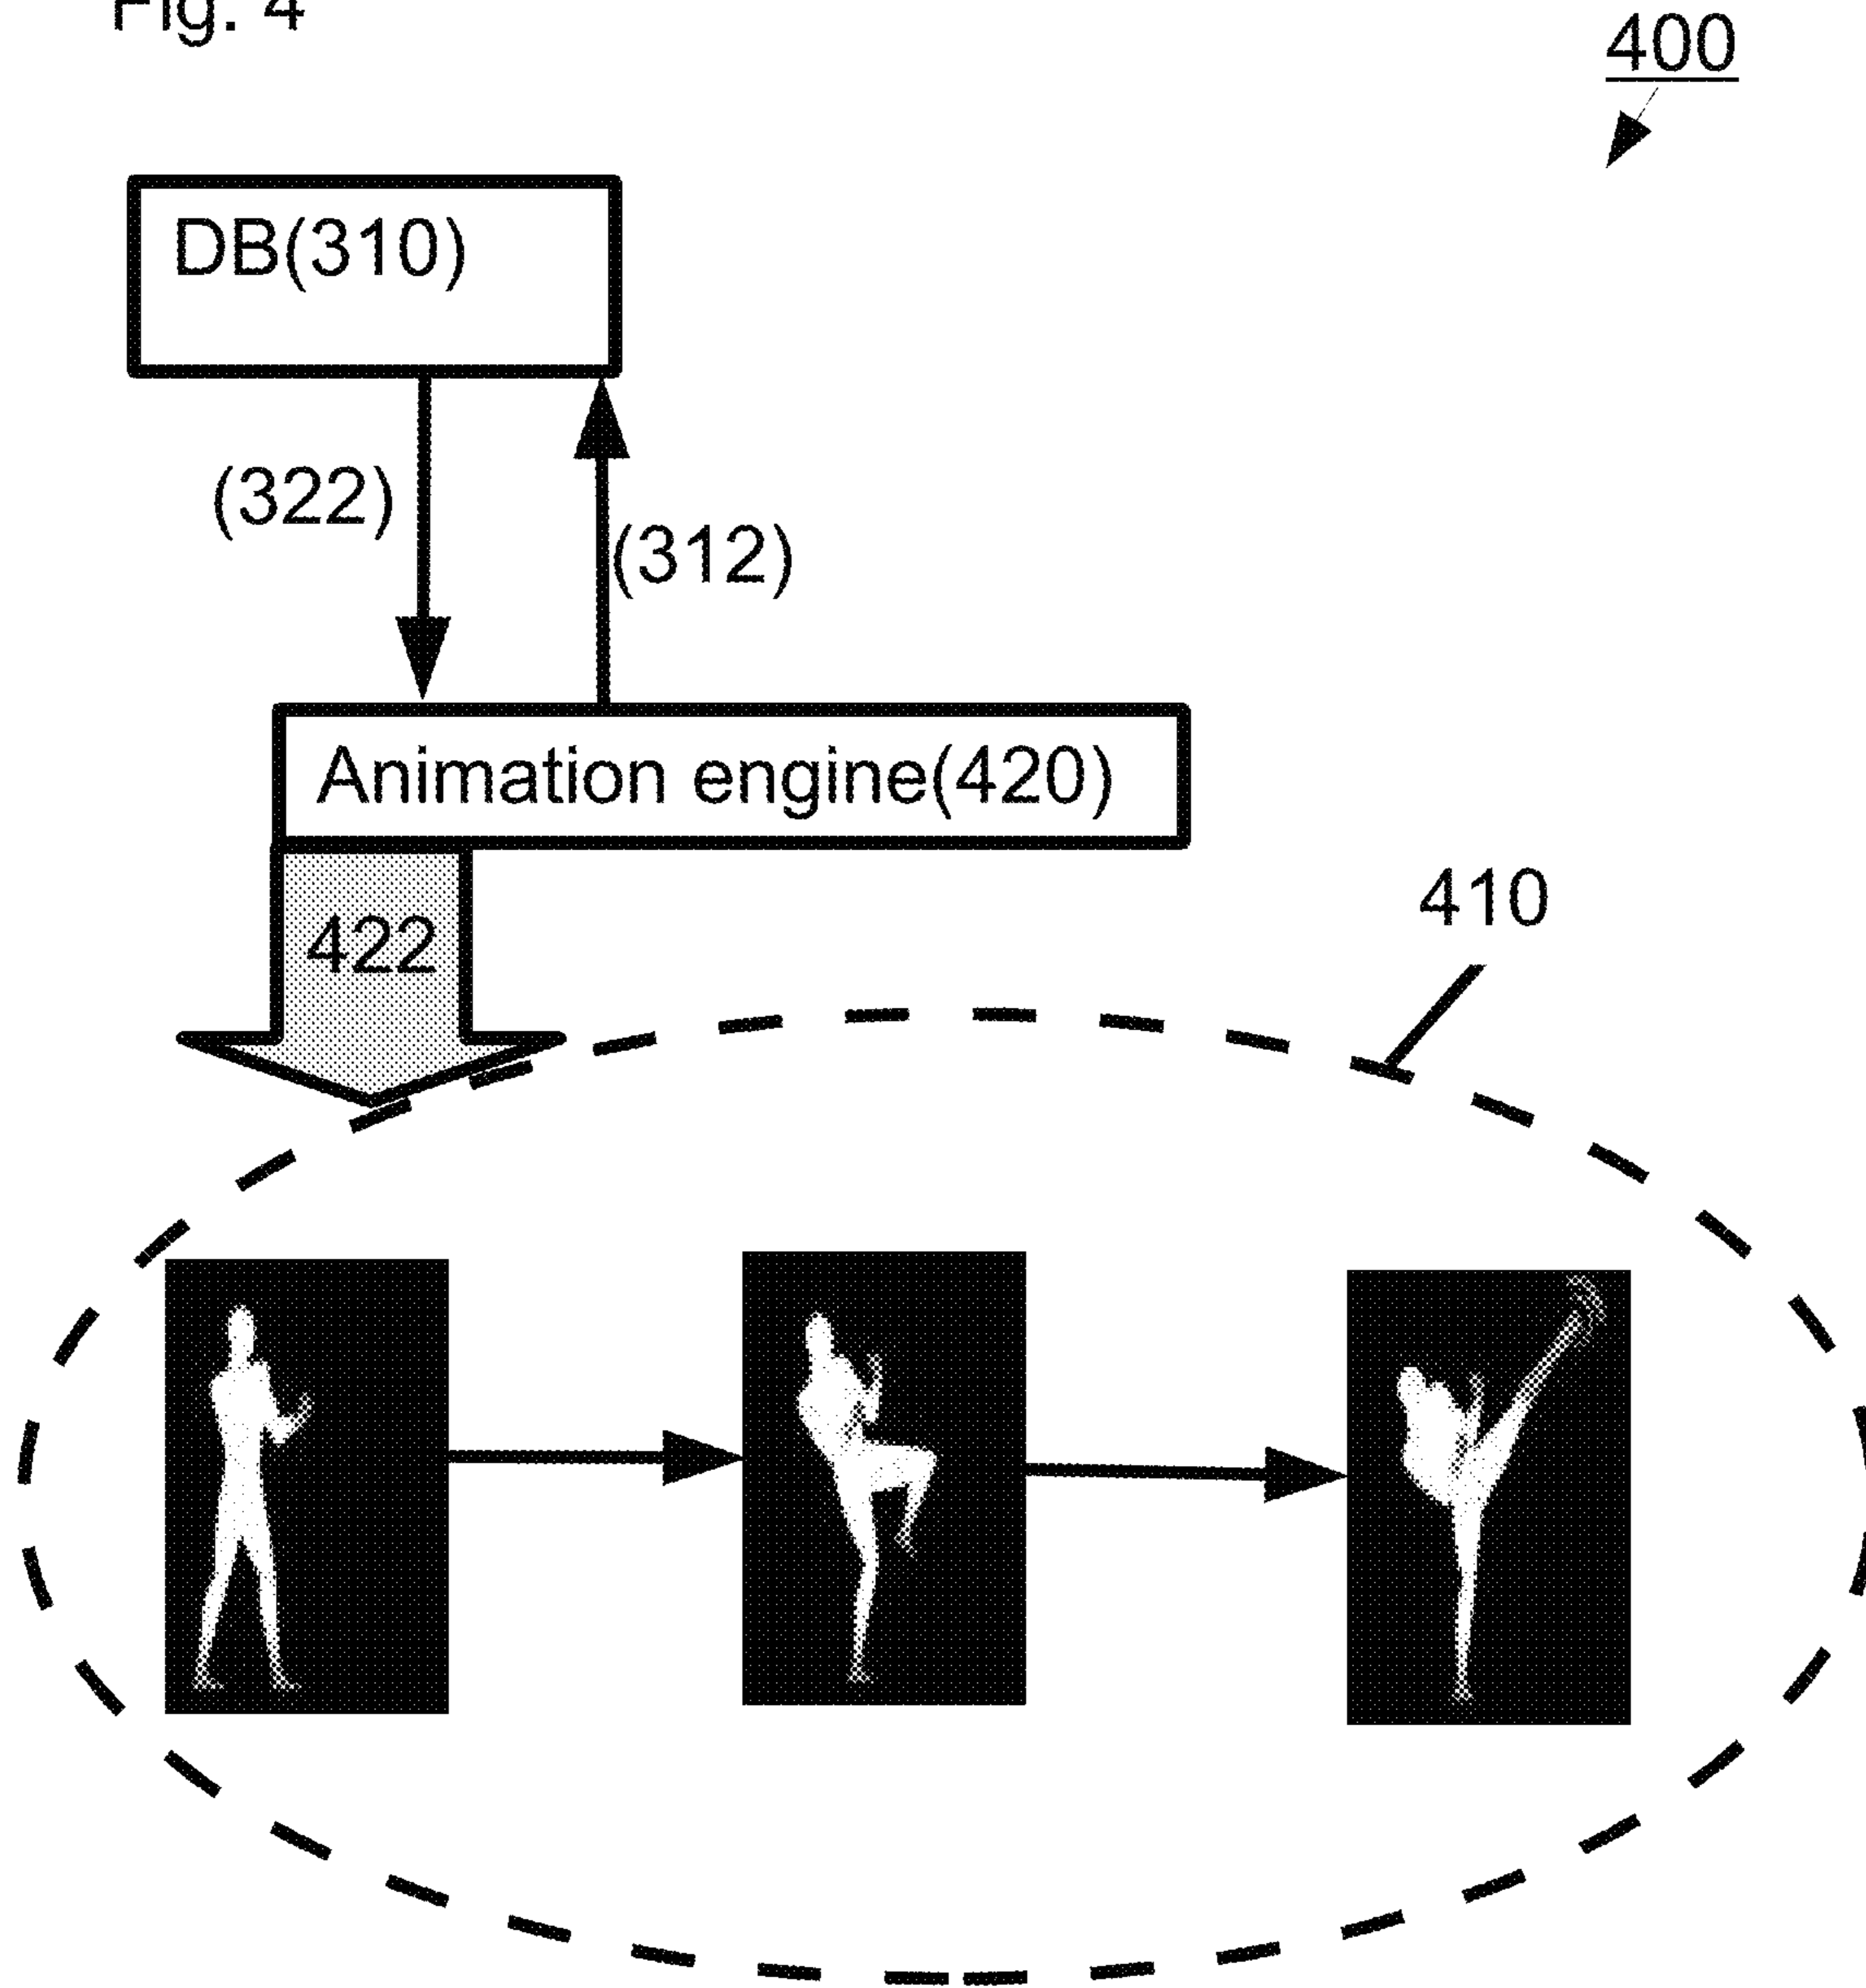 Fig. 4
400
DB(310)
(322)
(312)
Animation engine(420)
422
410